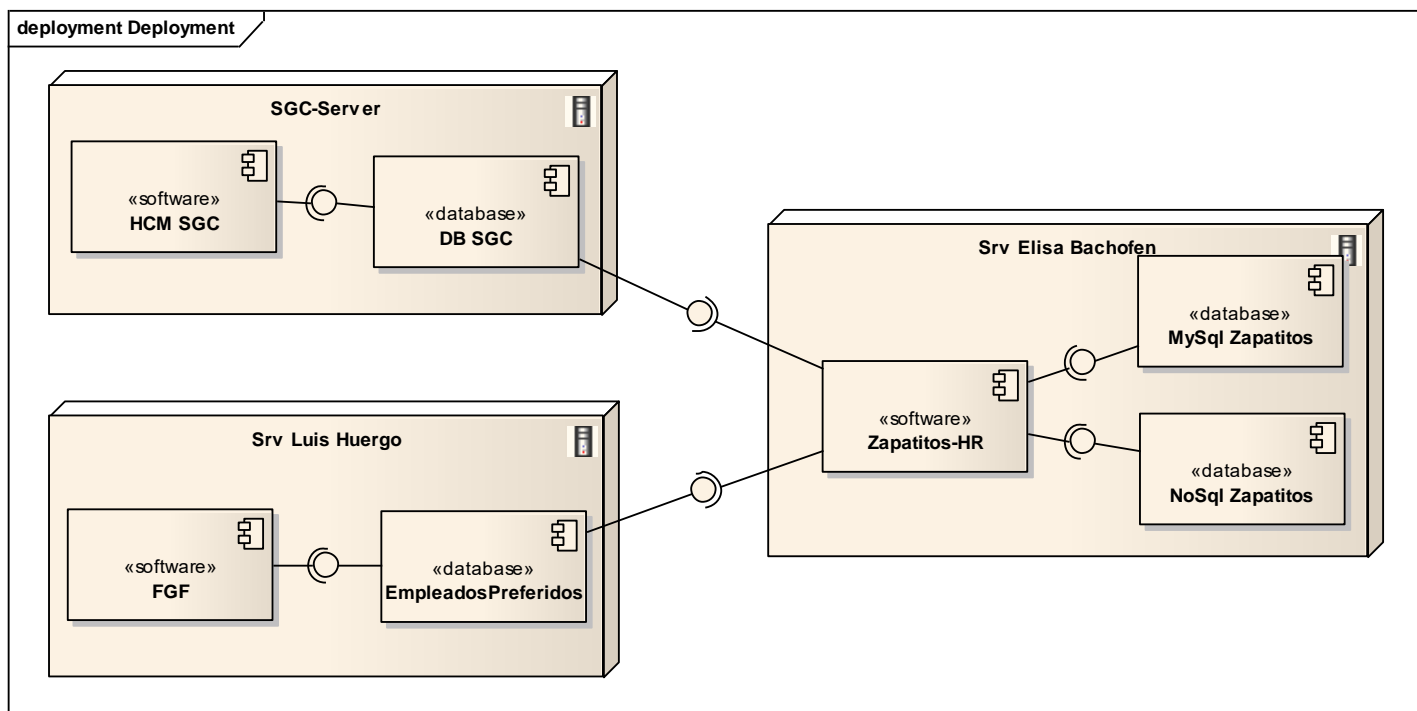 deployment Deployment
SGC-Server
«software»
HCM SGC
«database»
DB SGC
Srv Elisa Bachofen
«database»
MySql Zapatitos
«software»
Zapatitos-HR
«database»
NoSql Zapatitos
Srv Luis Huergo
«software»
FGF
«database»
EmpleadosPreferidos